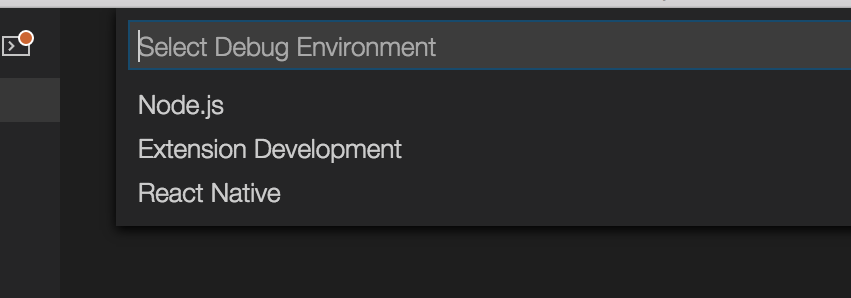 Select Debug Environment
Node.js
Extension Development
React Native